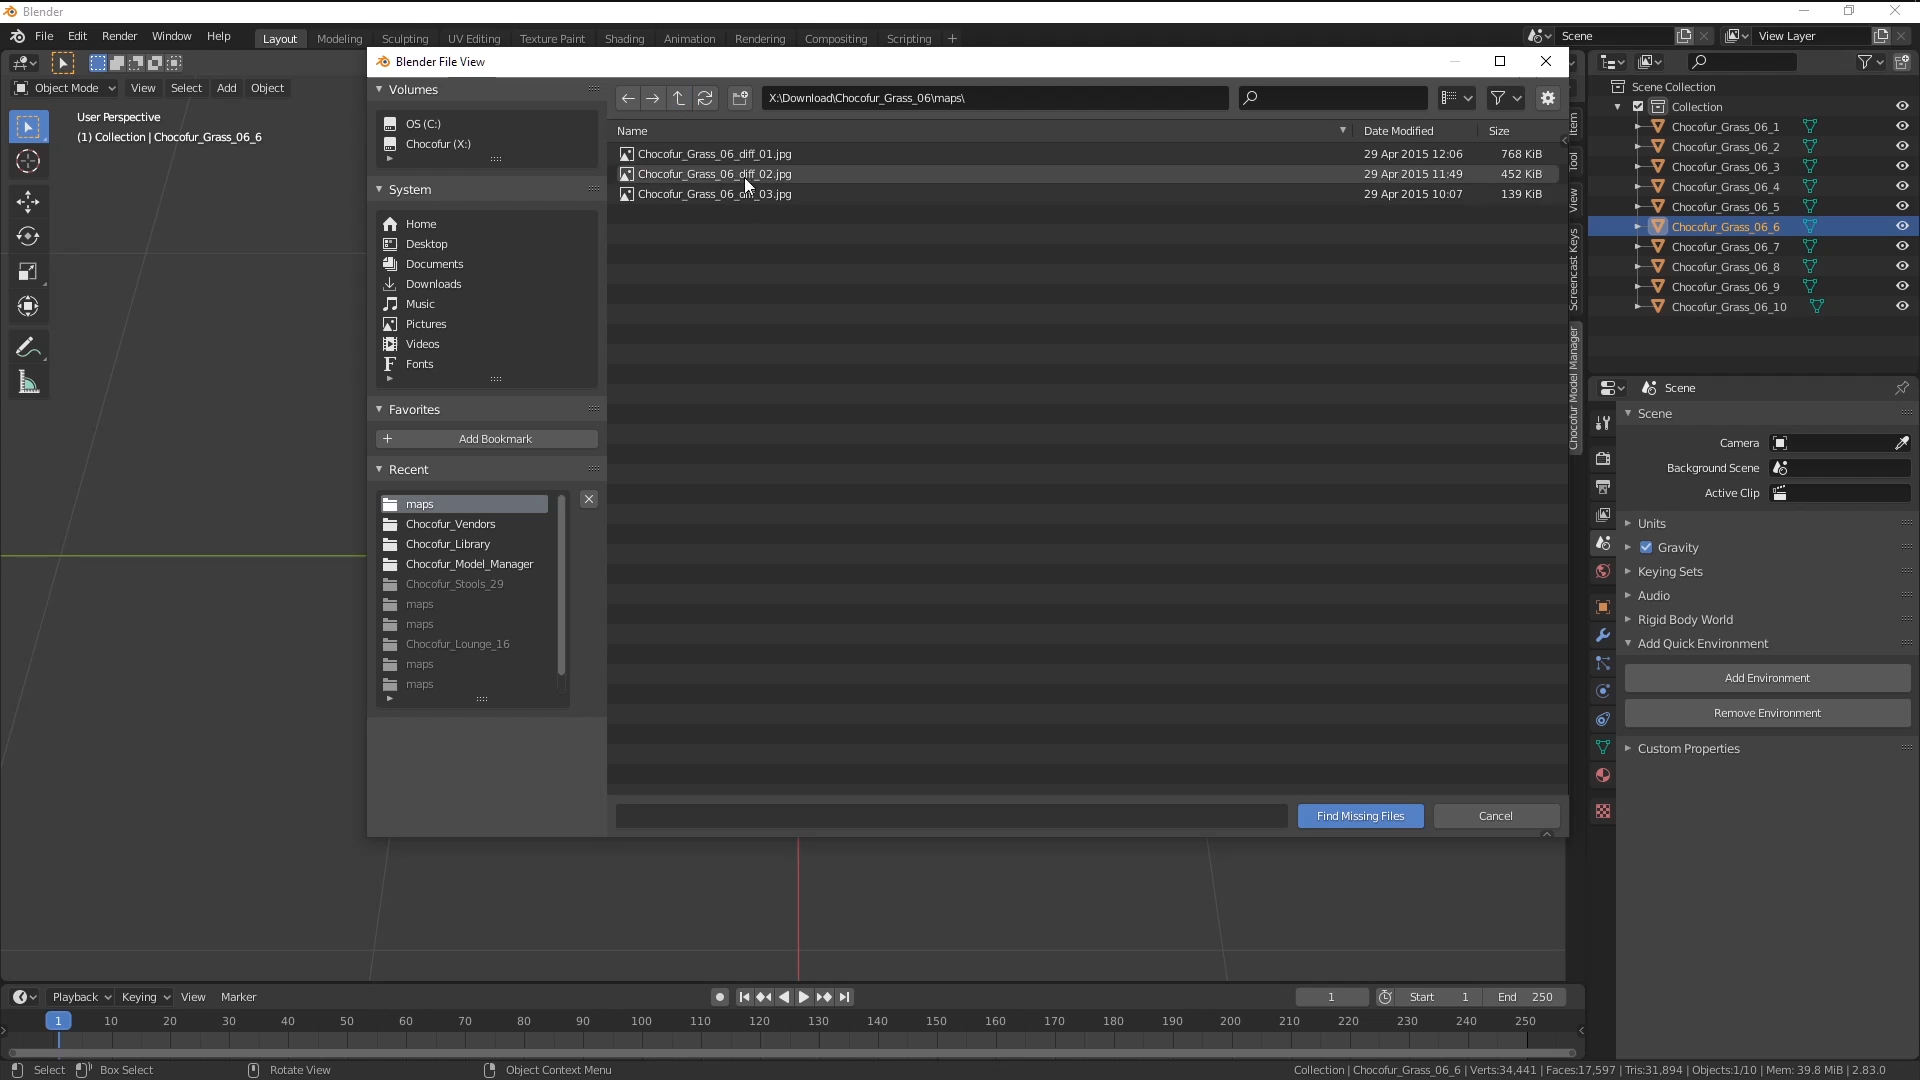 Blender
File Edit Render Window Help
Layout Modeling Sculpting UV Editing Texture Paint Shading Animation Rendering Compositing Scripting +
Scene
View Layer
Object Mode View Select Add Object
User Perspective
(1) Collection | Chocofur_Grass_06_6
Blender File View
Volumes
OS (C:)
Chocofur (X:)
System
Home
Desktop
Documents
Downloads
Music
Pictures
Videos
Fonts
Favorites
+ Add Bookmark
Recent
maps
Chocofur_Vendors
Chocofur_Library
Chocofur_Model_Manager
Chocofur_Stools_29
maps
maps
Chocofur_Lounge_16
maps
maps
X:\Download\Chocofur_Grass_06\maps\
Name Date Modified Size
Chocofur_Grass_06_diff_01.jpg 29 Apr 2015 12:06 768 KiB
Chocofur_Grass_06_diff_02.jpg 29 Apr 2015 11:49 452 KiB
Chocofur_Grass_06_diff_03.jpg 29 Apr 2015 10:07 139 KiB
Find Missing Files
Cancel
Item
Tool
View
Screencast Keys
Chocofur Model Manager
Scene Collection
Collection
Chocofur_Grass_06_1
Chocofur_Grass_06_2
Chocofur_Grass_06_3
Chocofur_Grass_06_4
Chocofur_Grass_06_5
Chocofur_Grass_06_6
Chocofur_Grass_06_7
Chocofur_Grass_06_8
Chocofur_Grass_06_9
Chocofur_Grass_06_10
Scene
Scene
Camera
Background Scene
Active Clip
Units
Gravity
Keying Sets
Audio
Rigid Body World
Add Quick Environment
Add Environment
Remove Environment
Custom Properties
Playback Keying View Marker
1 Start 1 End 250
1 10 20 30 40 50 60 70 80 90 100 110 120 130 140 150 160 170 180 190 200 210 220 230 240 250
Select Box Select Rotate View Object Context Menu
Collection | Chocofur_Grass_06_6 | Verts:34,441 | Faces:17,597 | Tris:31,894 | Objects:1/10 | Mem: 39.8 MiB | 2.83.0